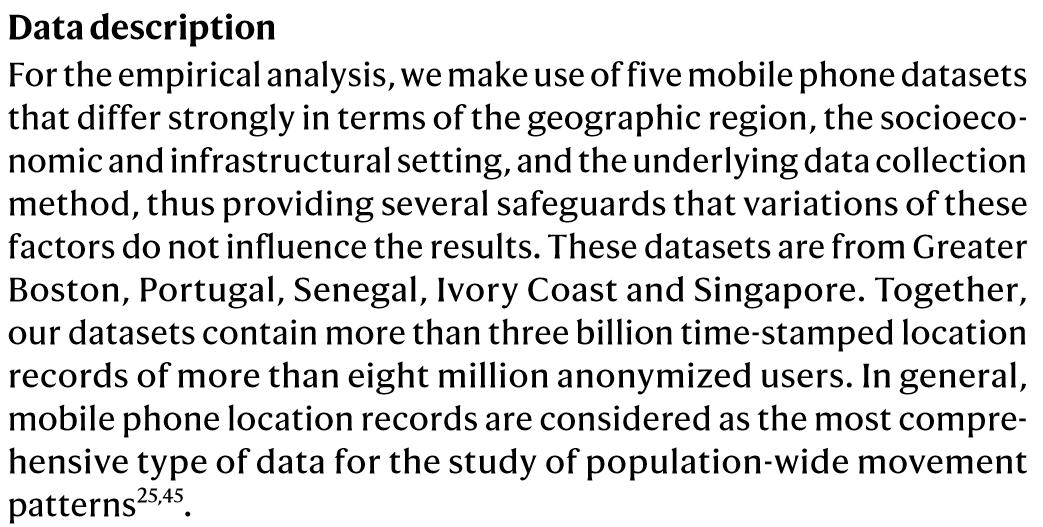 Data description
For the empirical analysis, we make use of five mobile phone datasets
that differ strongly in terms of the geographic region, the socioeco-
nomic and infrastructural setting, and the underlying data collection
method, thus providing several safeguards that variations of these
factors do not influence the results. These datasets are from Greater
Boston, Portugal, Senegal, Ivory Coast and Singapore. Together,
our datasets contain more than three billion time-stamped location
records of more than eight million anonymized users. In general,
mobile phone location records are considered as the most compre-
hensive type of data for the study of population-wide movement
patterns25,45.